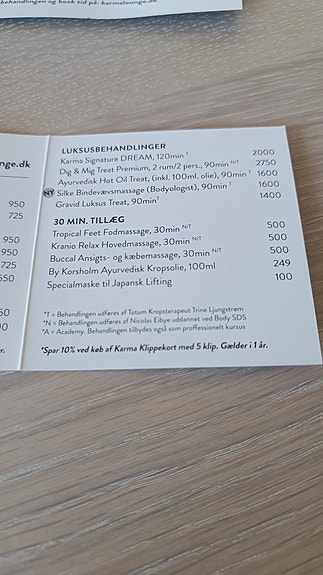 behandlingen og book tid på: karmalounge.dk
nge.dk
950
725
950
950
725
550
50
00
er.
LUKSUSBEHANDLINGER
Karma Signature DREAM, 120min T 2000
Dig & Mig Treat Premium, 2 rum/2 pers., 90min N/T 2750
Ayurvedisk Hot Oil Treat, (inkl. 100ml. olie), 90min T 1600
NY Silke Bindevævsmassage (Bodyologist), 90min T 1600
Gravid Luksus Treat, 90min T 1400
30 MIN. TILLÆG
Tropical Feet Fodmassage, 30min N/T 500
Kranio Relax Hovedmassage, 30min N/T 500
Buccal Ansigts- og kæbemassage, 30min N/T 500
By Korsholm Ayurvedisk Kropsolie, 100ml 249
Specialmaske til Japansk Lifting 100
*T = Behandlingen udføres af Totum Kropsterapeut Trine Ljungstrøm
*N = Behandlingen udføres af Nicolas Eibye uddannet ved Body SDS
*A = Academy. Behandlingen tilbydes også som proffesionelt kursus
*Spar 10% ved køb af Karma Klippekort med 5 klip. Gælder i 1 år.